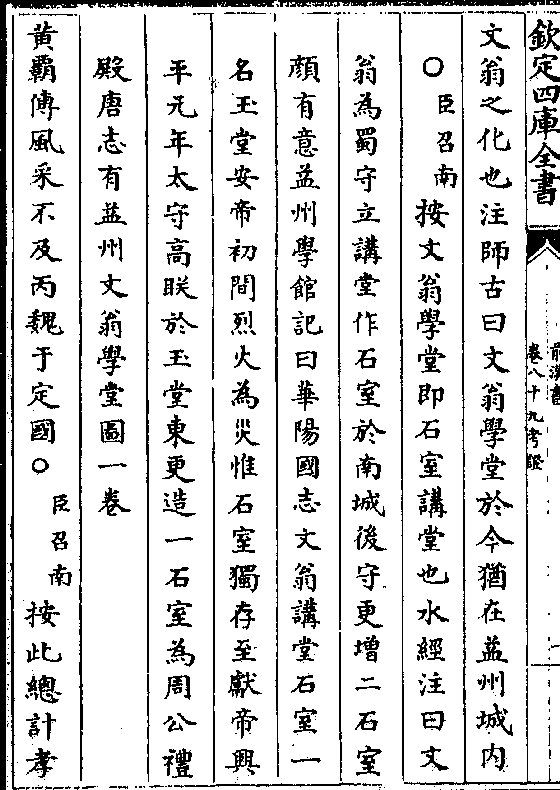 欽定四庫全書
前漢書
卷八十九考證
文翁之化也注師古曰文翁學堂於今猶在益州城内
○臣召南按文翁學堂即石室講堂也水經注曰文
翁為蜀守立講堂作石室於南城後守更增二石室
顔有意益州學館記曰華陽國志文翁講堂石室一
名玉堂安帝初間烈火為災惟石室獨存至獻帝興
平元年太守高眹於玉堂東更造一石室為周公禮
殿唐志有益州文翁學堂圖一卷
黄霸傳風采不及丙魏于定國○臣召南按此總計孝